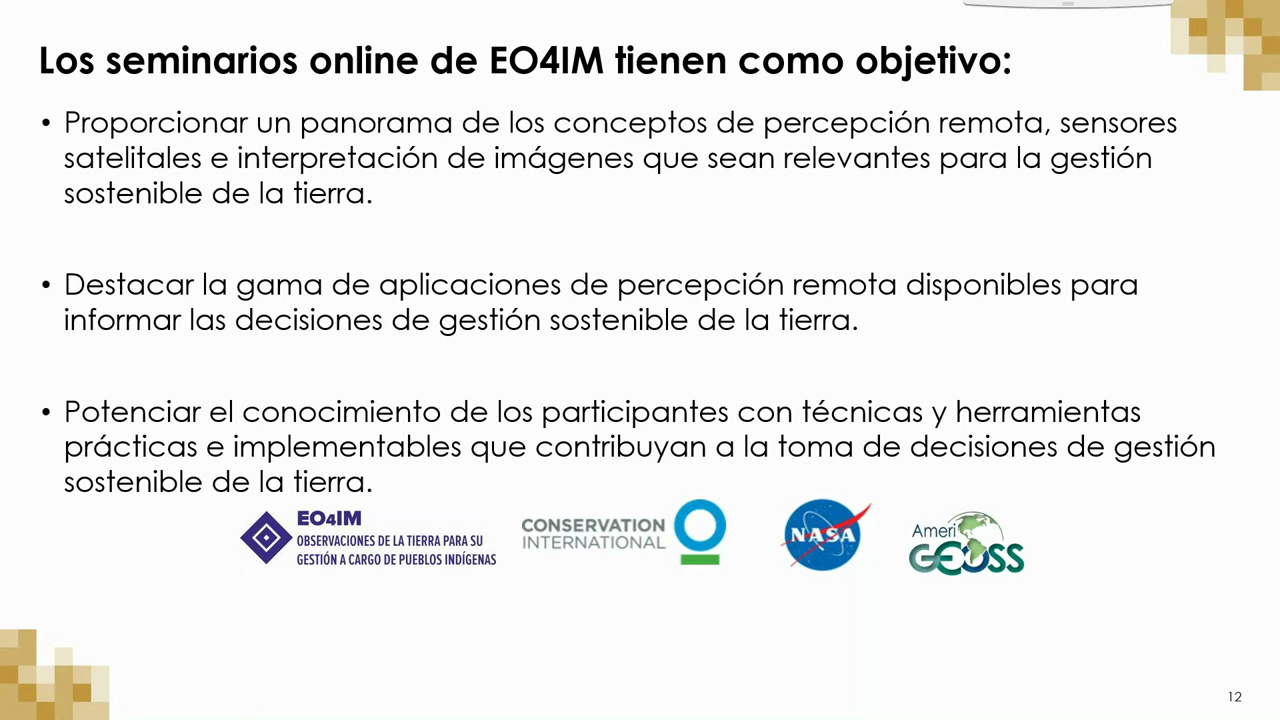 Los seminarios online de EO4IM tienen como objetivo:
• Proporcionar un panorama de los conceptos de percepción remota, sensores
satelitales e interpretación de imágenes que sean relevantes para la gestión
sostenible de la tierra.
• Destacar la gama de aplicaciones de percepción remota disponibles para
informar las decisiones de gestión sostenible de la tierra.
• Potenciar el conocimiento de los participantes con técnicas y herramientas
prácticas e implementables que contribuyan a la toma de decisiones de gestión
sostenible de la tierra.
EO4IM
OBSERVACIONES DE LA TIERRA PARA SU
GESTIÓN A CARGO DE PUEBLOS INDÍGENAS
CONSERVATION
INTERNATIONAL
NASA
Ameri
GEOSS
12